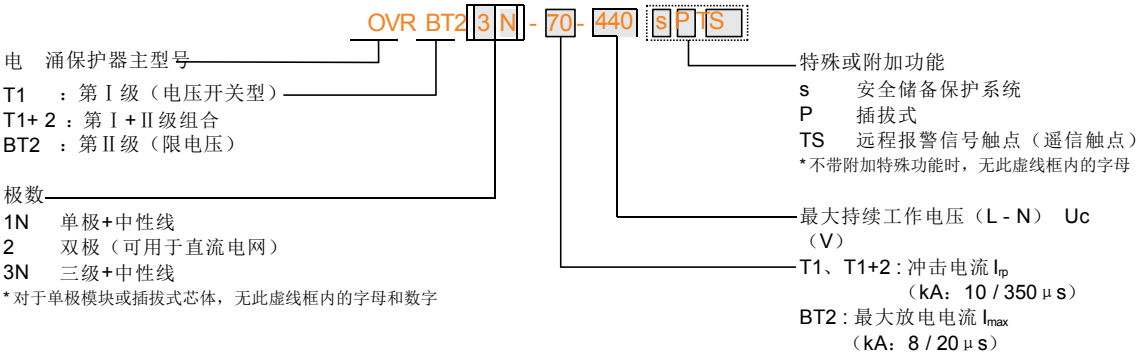 OVR BT2 3 N - 70 - 440 s P TS
电 涌保护器主型号
T1 ：第Ⅰ级（电压开关型）
T1+ 2 ：第Ⅰ+Ⅱ级组合
BT2 ：第Ⅱ级（限电压）
极数
1N 单极+中性线
2 双极（可用于直流电网）
3N 三级+中性线
*对于单极模块或插拔式芯体，无此虚线框内的字母和数字
特殊或附加功能
s 安全储备保护系统
P 插拔式
TS 远程报警信号触点（遥信触点）
*不带附加特殊功能时，无此虚线框内的字母
最大持续工作电压（L - N） Uc
（V）
T1、T1+2 : 冲击电流 Irp
（kA：10 / 350 μs）
BT2 : 最大放电电流 Imax
（kA：8 / 20 μs）